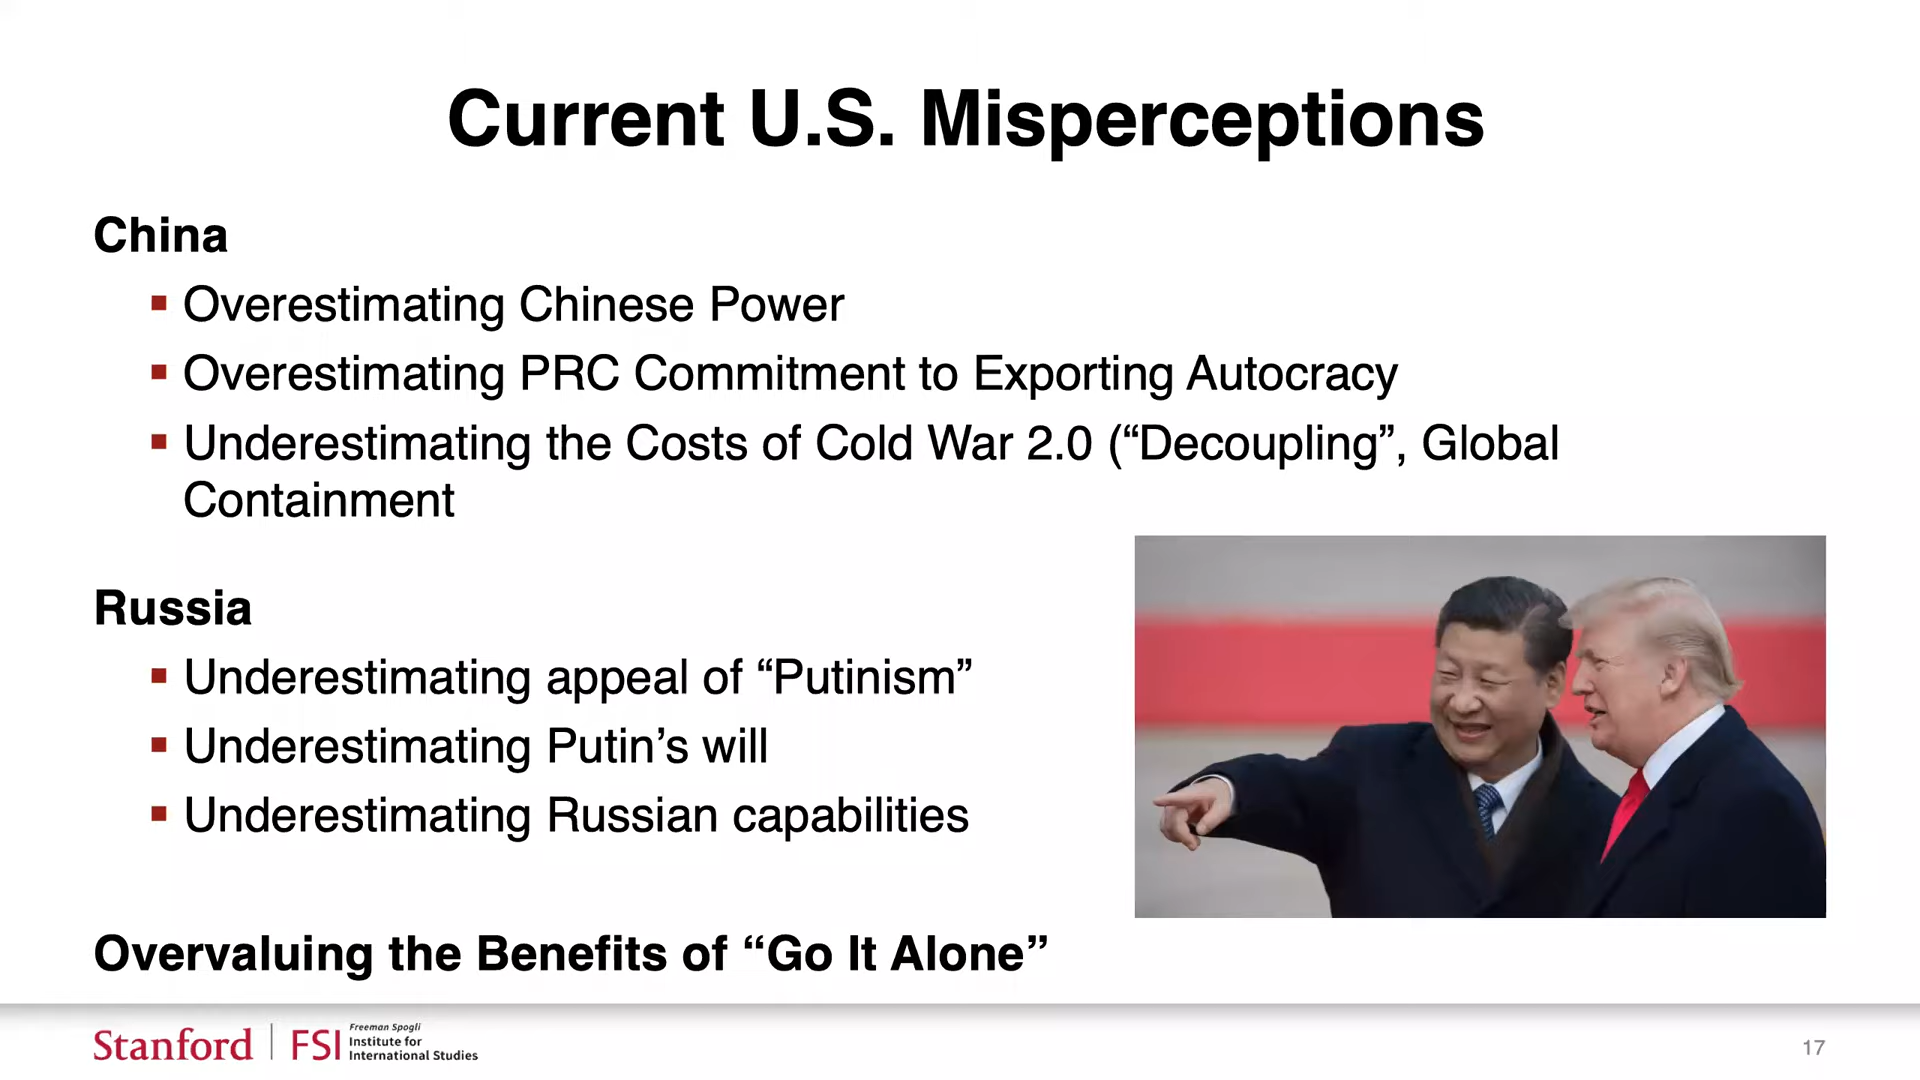 Current U.S. Misperceptions
China
▪ Overestimating Chinese Power
▪ Overestimating PRC Commitment to Exporting Autocracy
▪ Underestimating the Costs of Cold War 2.0 (“Decoupling”, Global
Containment
Russia
▪ Underestimating appeal of “Putinism”
▪ Underestimating Putin’s will
▪ Underestimating Russian capabilities
Overvaluing the Benefits of “Go It Alone”
Stanford | FSI
Freeman Spogli
Institute for
International Studies
17